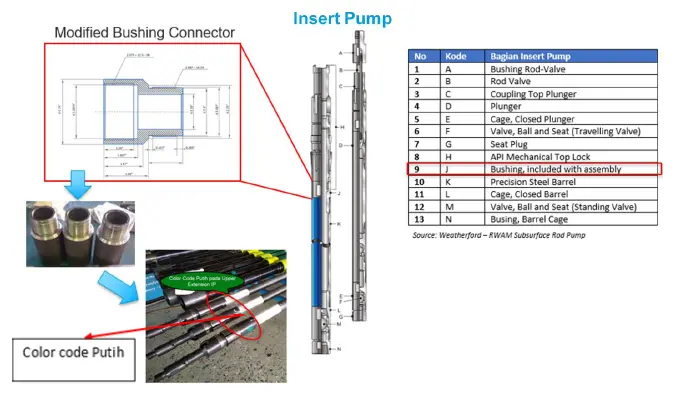 Insert Pump
Modified Bushing Connector
Color Code Putih pada Upper
Extension IP
Color code Putih
A
B
C
H
D
J
K
F
L
G
M
N
No Kode Bagian Insert Pump
1 A Bushing Rod-Valve
2 B Rod Valve
3 C Coupling Top Plunger
4 D Plunger
5 E Cage, Closed Plunger
6 F Valve, Ball and Seat (Travelling Valve)
7 G Seat Plug
8 H API Mechanical Top Lock
9 J Bushing, included with assembly
10 K Precision Steel Barrel
11 L Cage, Closed Barrel
12 M Valve, Ball and Seat (Standing Valve)
13 N Busing, Barrel Cage
Source: Weatherford – RWAM Subsurface Rod Pump